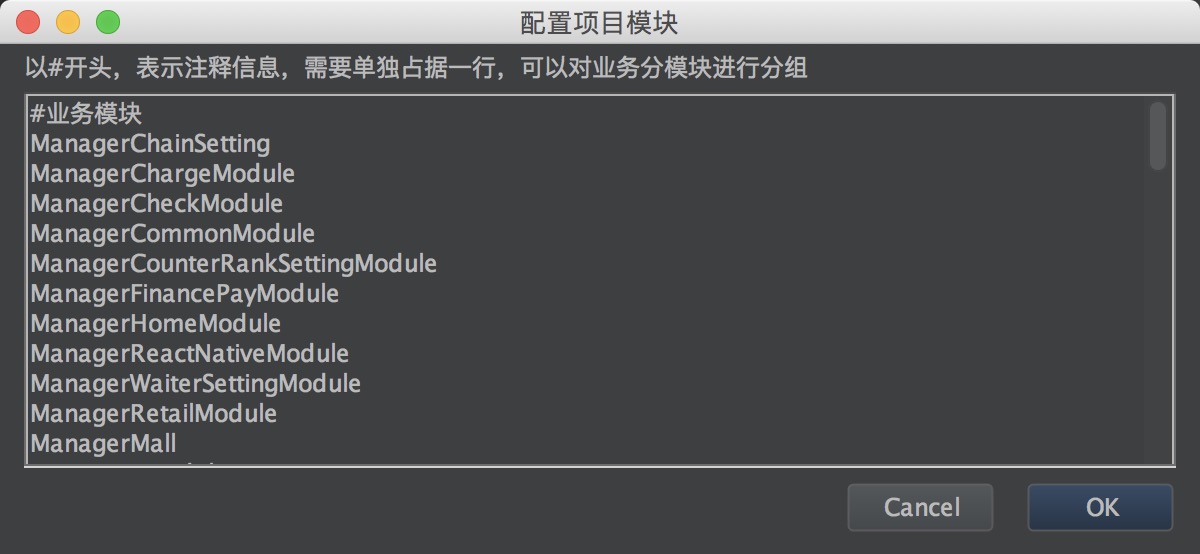 配置项目模块
以#开头，表示注释信息，需要单独占据一行，可以对业务分模块进行分组
#业务模块
ManagerChainSetting
ManagerChargeModule
ManagerCheckModule
ManagerCommonModule
ManagerCounterRankSettingModule
ManagerFinancePayModule
ManagerHomeModule
ManagerReactNativeModule
ManagerWaiterSettingModule
ManagerRetailModule
ManagerMall
Cancel
OK